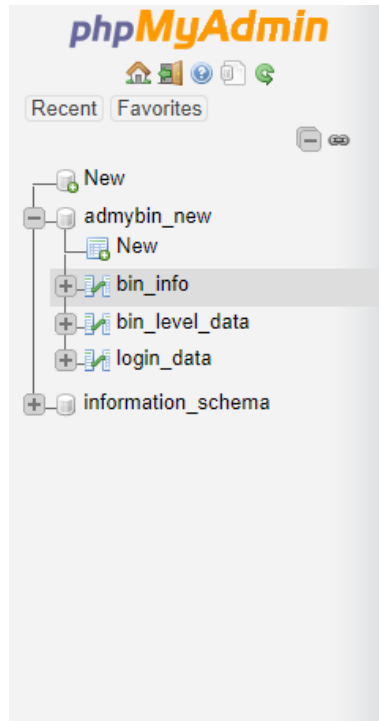 phpMyAdmin
Recent Favorites
New
admybin_new
New
bin_info
bin_level_data
login_data
information_schema